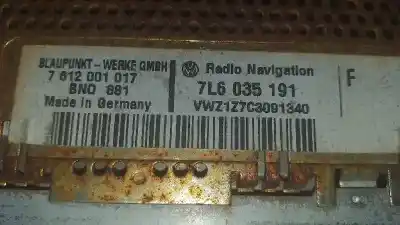 BLAUPUNKT - WERKE GMBH
7 612 001 017
BNO 881
Made in Germany
Radio Navigation
7L6 035 191
VWZ1Z7C3091340
F